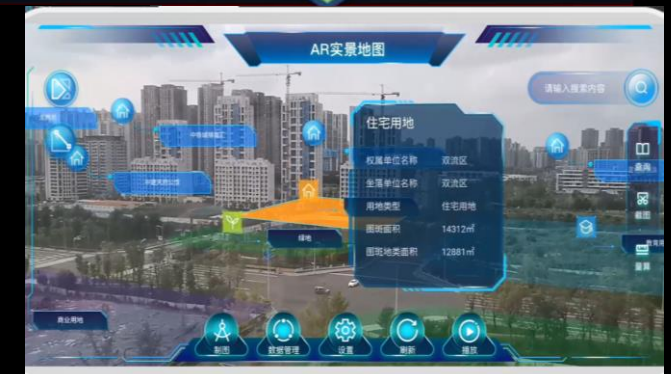 AR实景地图
请输入搜索内容
住宅用地
权属单位名称 双流区
坐落单位名称 双流区
用地类型 住宅用地
图斑面积 14312㎡
图斑地类面积 12881㎡
查询
截图
量算
绿地
商业用地
制图
数据管理
设置
刷新
播放